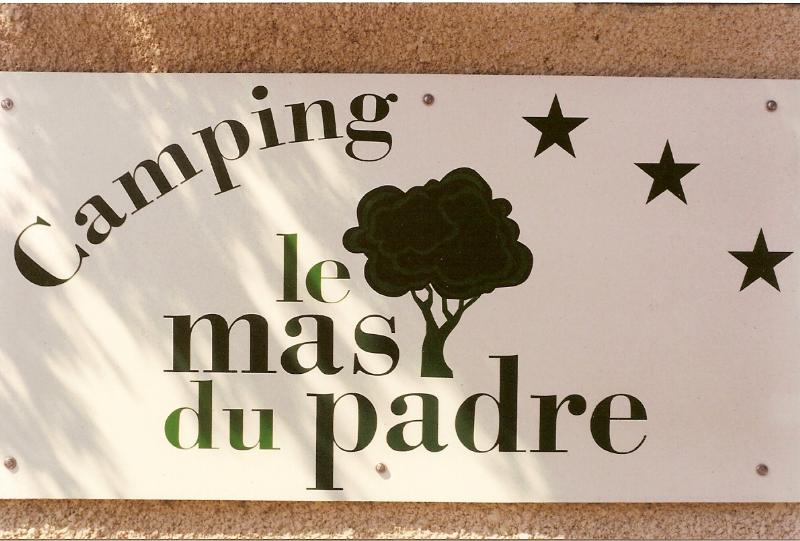 Camping
le
mas
du padre